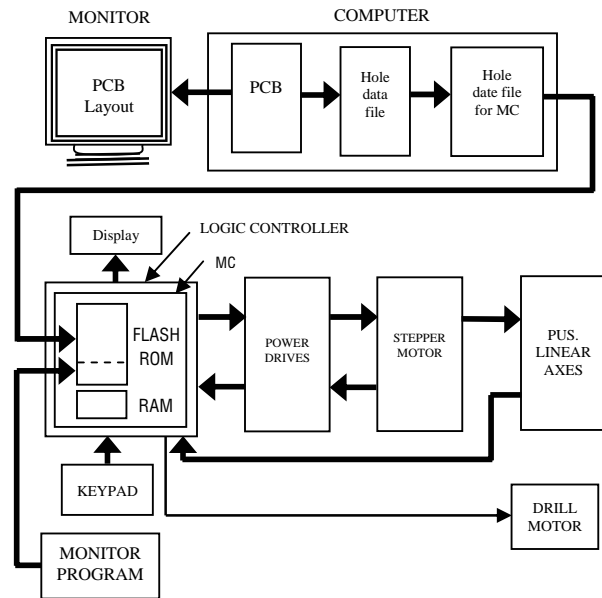 MONITOR
COMPUTER
PCB
Layout
PCB
Hole
data
file
Hole
date file
for MC
Display
LOGIC CONTROLLER
MC
FLASH
ROM
RAM
POWER
DRIVES
STEPPER
MOTOR
PUS.
LINEAR
AXES
KEYPAD
DRILL
MOTOR
MONITOR
PROGRAM